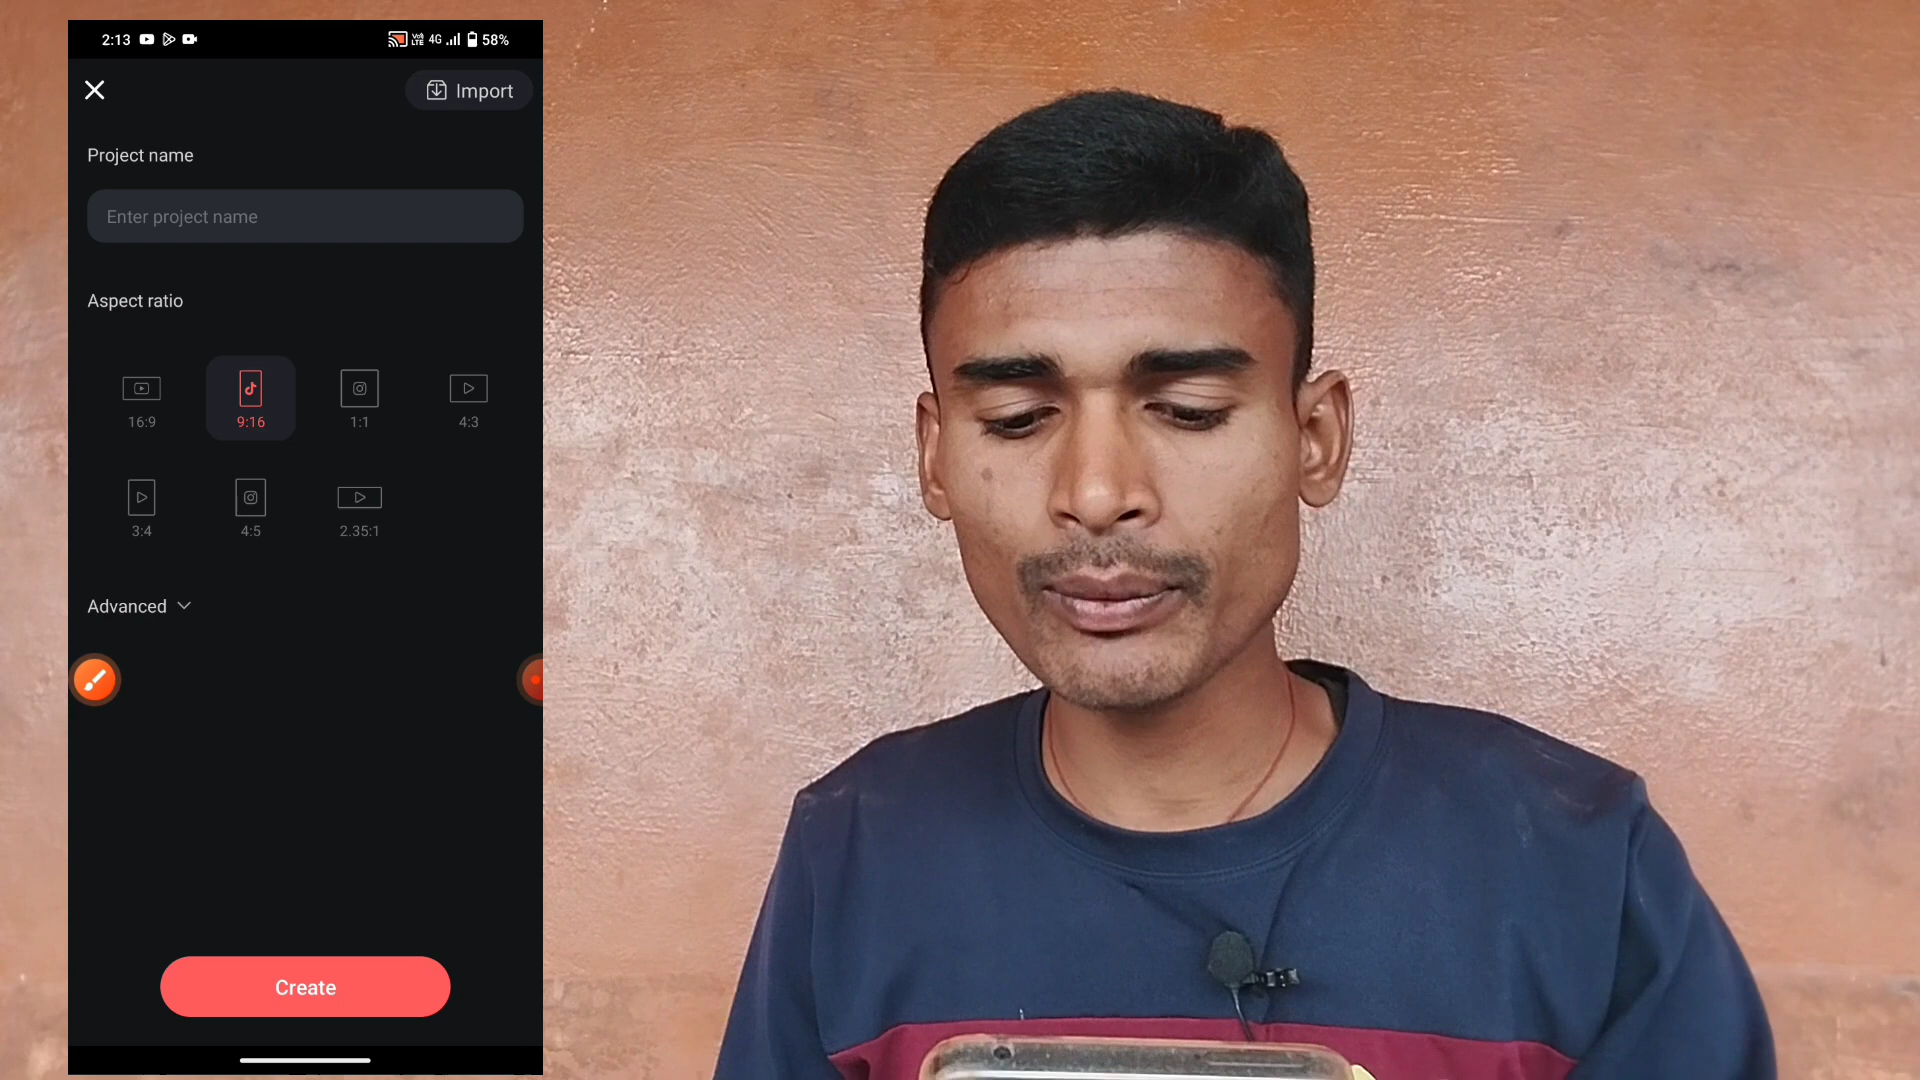 2:13 4G 58%
Import
Project name
Enter project name
Aspect ratio
16:9 9:16 1:1 4:3
3:4 4:5 2.35:1
Advanced
Create